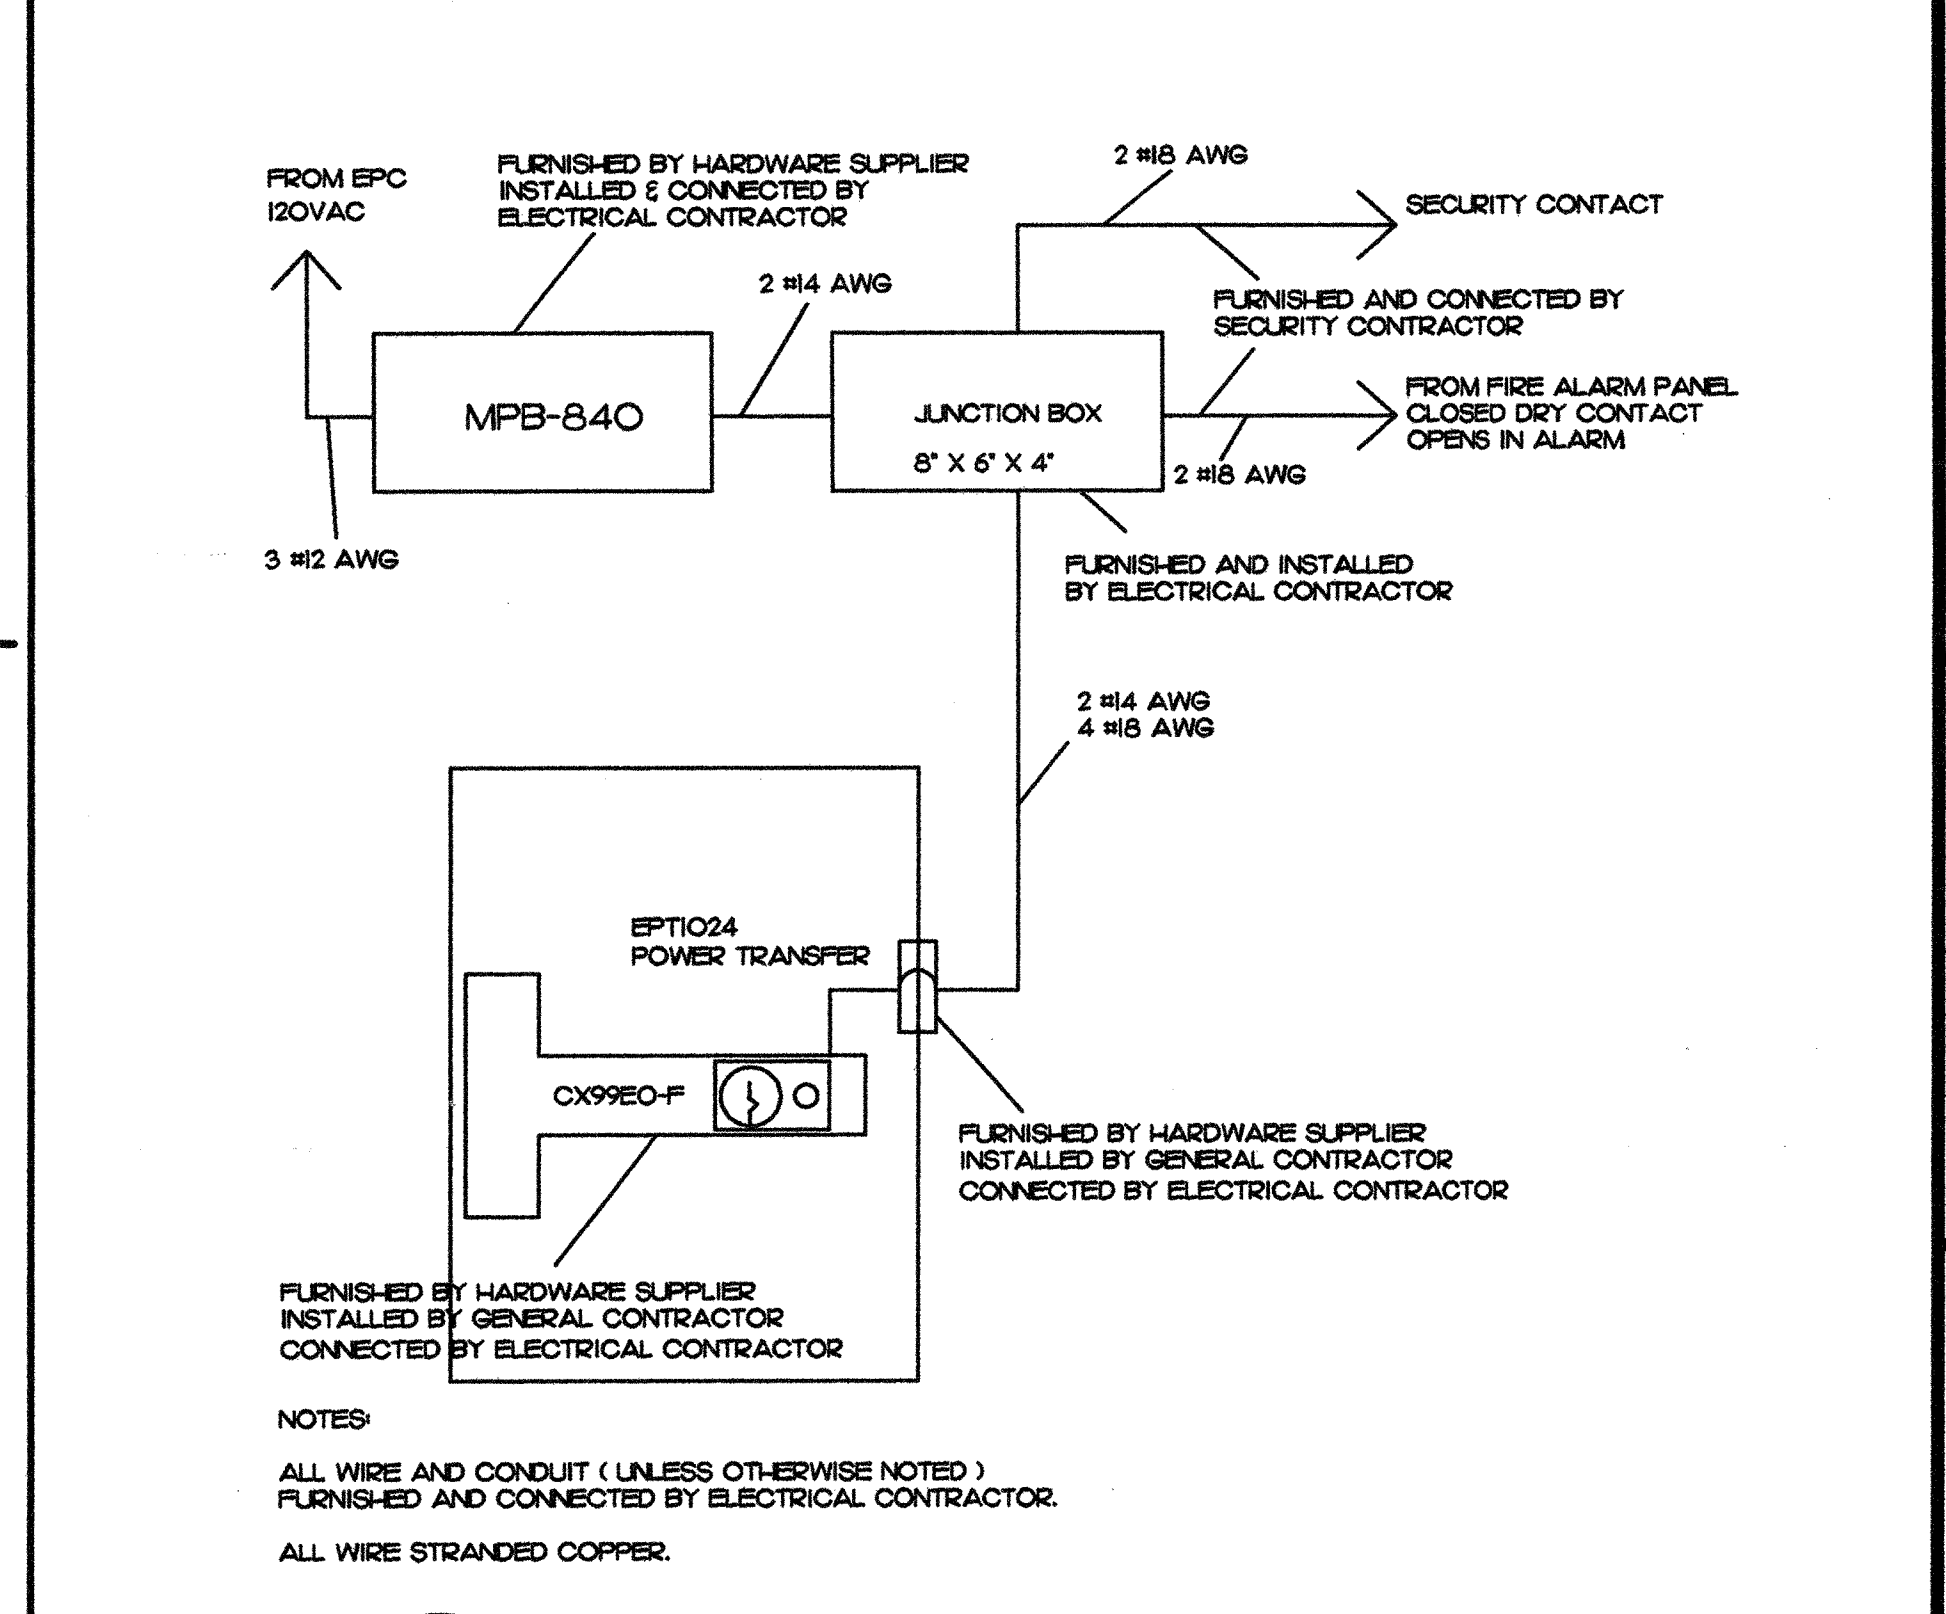 FROM EPC
120VAC
FURNISHED BY HARDWARE SUPPLIER
INSTALLED & CONNECTED BY
ELECTRICAL CONTRACTOR
2 #14 AWG
2 #18 AWG
SECURITY CONTACT
FURNISHED AND CONNECTED BY
SECURITY CONTRACTOR
MPB-840
JUNCTION BOX
8" X 6" X 4"
FROM FIRE ALARM PANEL
CLOSED DRY CONTACT
OPENS IN ALARM
2 #18 AWG
3 #12 AWG
FURNISHED AND INSTALLED
BY ELECTRICAL CONTRACTOR
2 #14 AWG
4 #18 AWG
EPT1024
POWER TRANSFER
CX99EO-F
FURNISHED BY HARDWARE SUPPLIER
INSTALLED BY GENERAL CONTRACTOR
CONNECTED BY ELECTRICAL CONTRACTOR
FURNISHED BY HARDWARE SUPPLIER
INSTALLED BY GENERAL CONTRACTOR
CONNECTED BY ELECTRICAL CONTRACTOR
NOTES:
ALL WIRE AND CONDUIT ( UNLESS OTHERWISE NOTED )
FURNISHED AND CONNECTED BY ELECTRICAL CONTRACTOR.
ALL WIRE STRANDED COPPER.